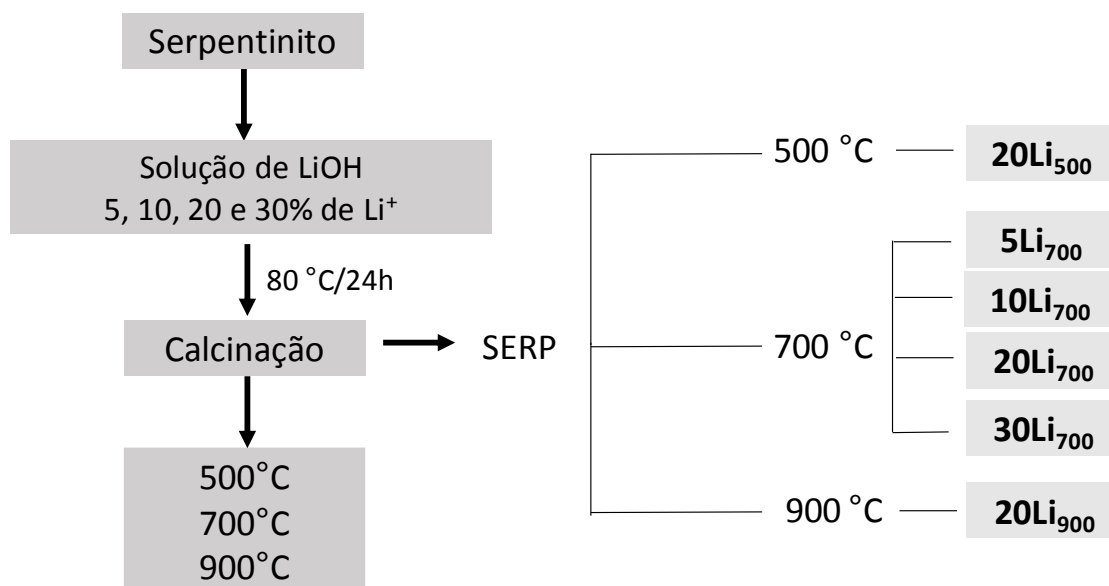 Serpentinito
Solução de LiOH
5, 10, 20 e 30% de Li⁺
80 °C/24h
Calcinação
500°C
700°C
900°C
SERP
500 °C
20Li₅₀₀
700 °C
5Li₇₀₀
10Li₇₀₀
20Li₇₀₀
30Li₇₀₀
900 °C
20Li₉₀₀